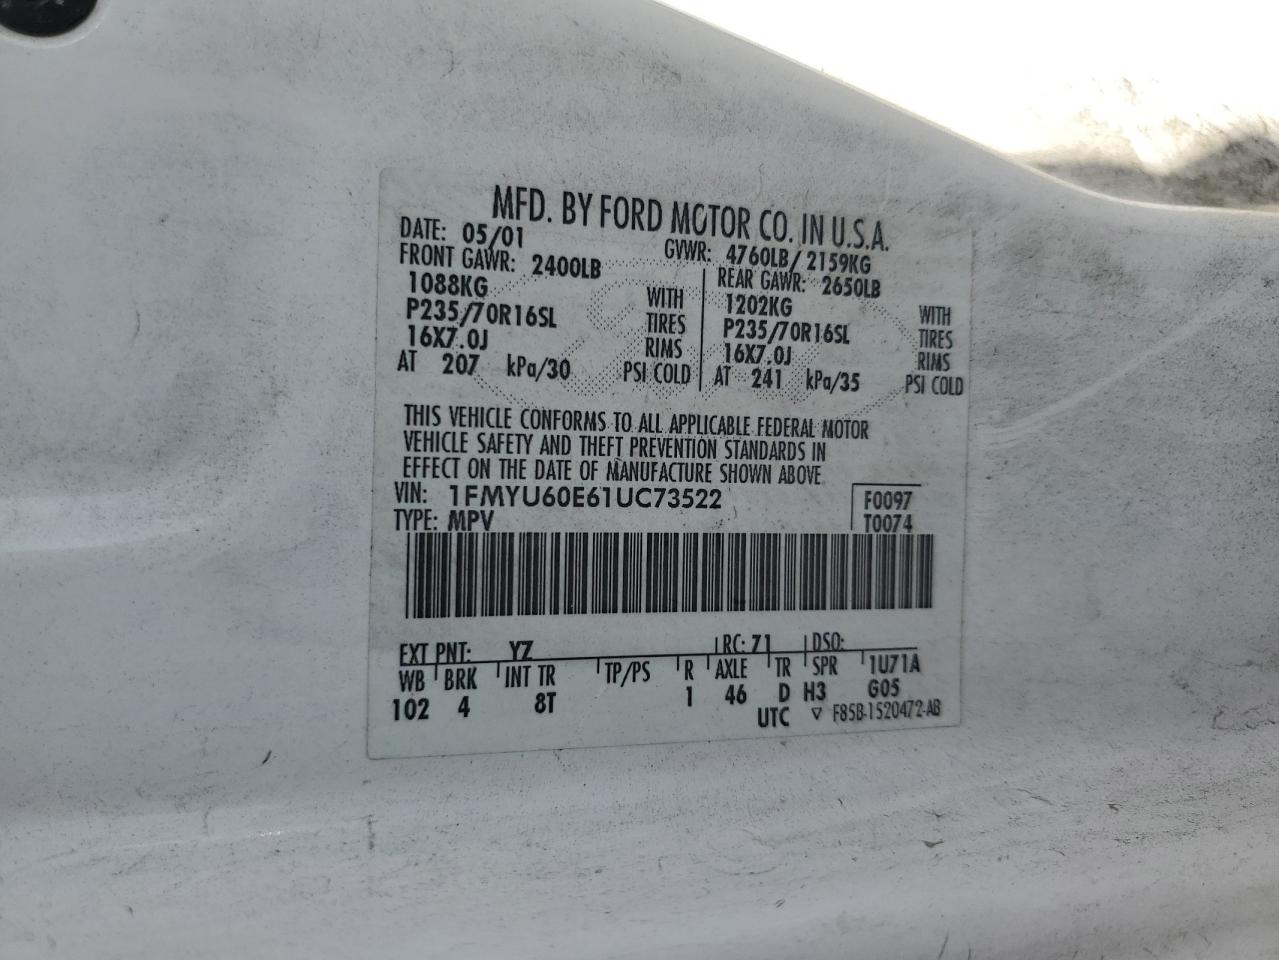 MFD. BY FORD MOTOR CO. IN U.S.A.
DATE: 05/01 GVWR: 4760LB/2159KG
FRONT GAWR: 2400LB REAR GAWR: 2650LB
1088KG WITH 1202KG WITH
P235/70R16SL TIRES P235/70R16SL TIRES
16X7.0J RIMS 16X7.0J RIMS
AT 207 kPa/30 PSI COLD AT 241 kPa/35 PSI COLD
THIS VEHICLE CONFORMS TO ALL APPLICABLE FEDERAL MOTOR
VEHICLE SAFETY AND THEFT PREVENTION STANDARDS IN
EFFECT ON THE DATE OF MANUFACTURE SHOWN ABOVE
VIN: 1FMYU60E61UC73522 F0097
TYPE: MPV T0074
EXT PNT: YZ RC: 71 DSO:
WB BRK INT TR TP/PS R AXLE TR SPR 1U71A
102 4 8T 1 46 D H3 G05
UTC ▽ F85B-1520472-AB